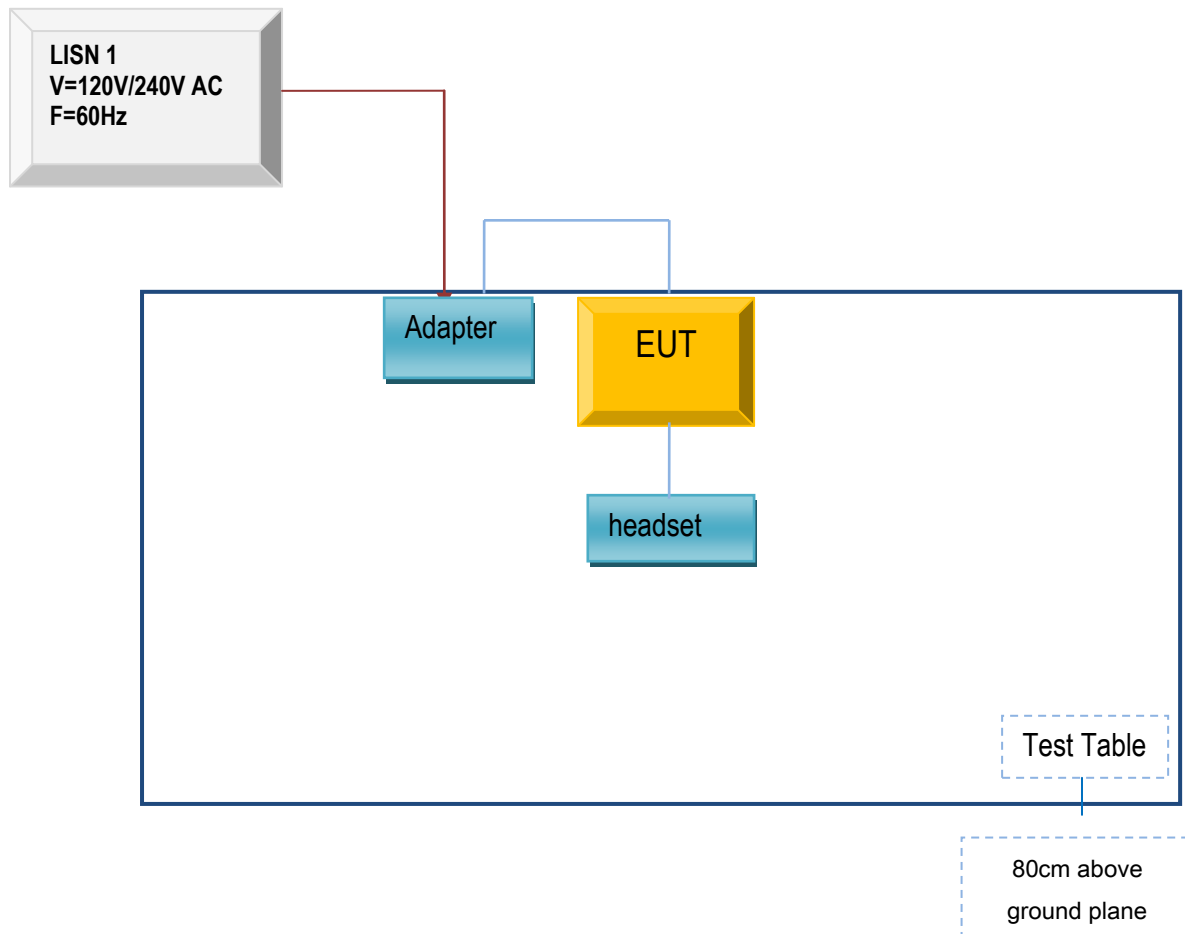 LISN 1
V=120V/240V AC
F=60Hz
Adapter
EUT
headset
Test Table
80cm above
ground plane